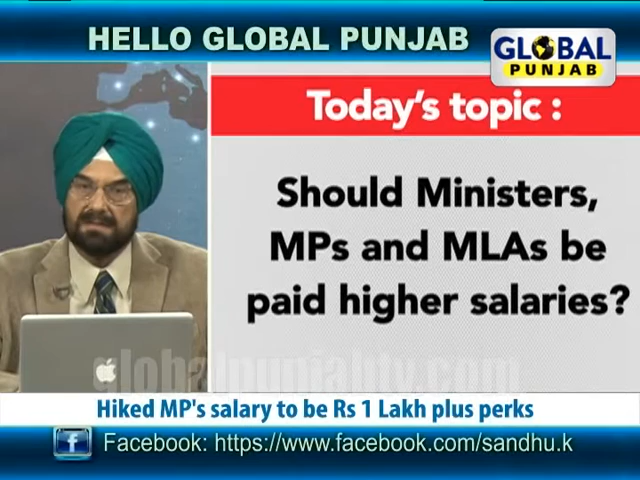 HELLO GLOBAL PUNJAB
GLOBAL
PUNJAB
Today's topic :
Should Ministers,
MPs and MLAs be
paid higher salaries?
globalpunjabtv.com
Hiked MP's salary to be Rs 1 Lakh plus perks
f Facebook: https://www.facebook.com/sandhu.k